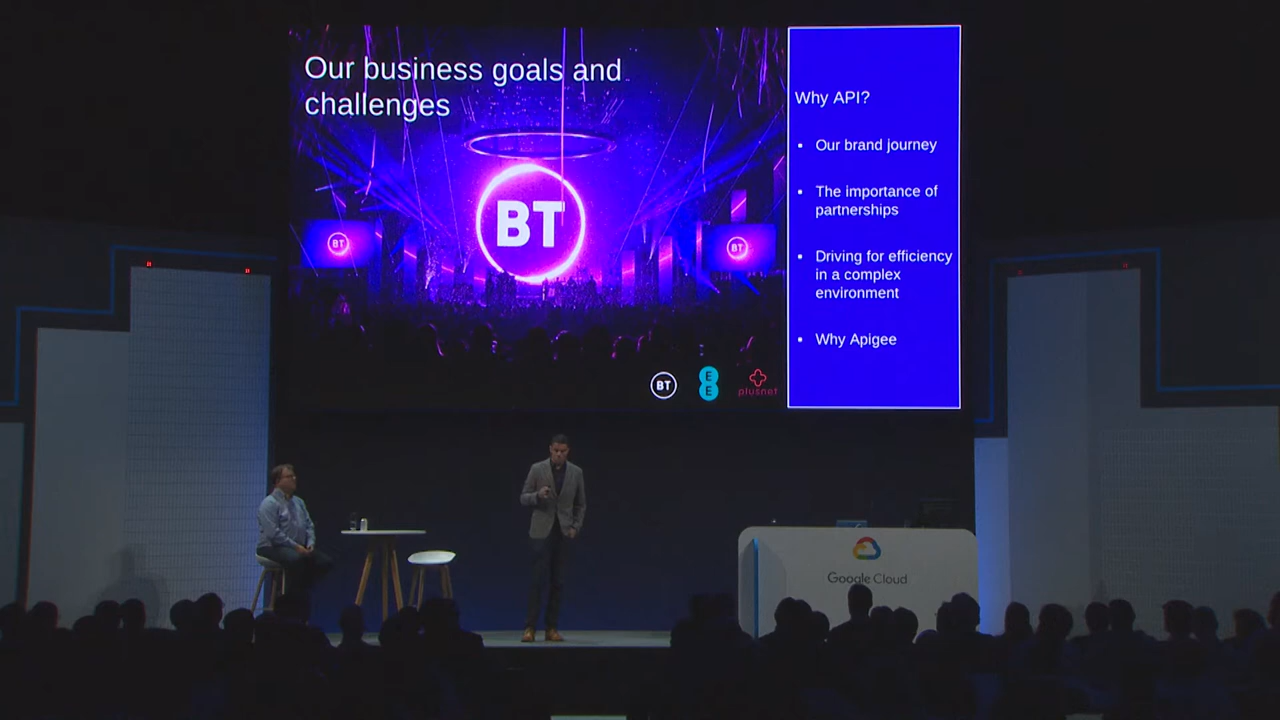 Our business goals and
challenges
BT
BT
BT
BT
E
E
plusnet
Why API?
▪ Our brand journey
▪ The importance of
partnerships
▪ Driving for efficiency
in a complex
environment
▪ Why Apigee
Google Cloud